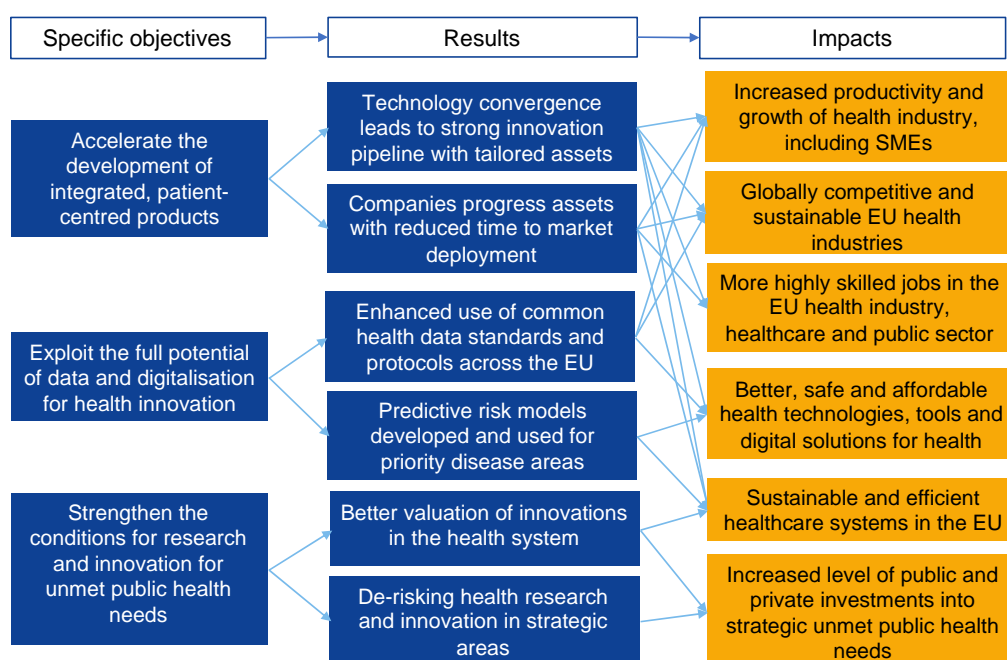 Specific objectives
Results
Impacts
Accelerate the
development of
integrated, patient-
centred products
Exploit the full potential
of data and digitalisation
for health innovation
Strengthen the
conditions for research
and innovation for
unmet public health
needs
Technology convergence
leads to strong innovation
pipeline with tailored assets
Companies progress assets
with reduced time to market
deployment
Enhanced use of common
health data standards and
protocols across the EU
Predictive risk models
developed and used for
priority disease areas
Better valuation of innovations
in the health system
De-risking health research
and innovation in strategic
areas
Increased productivity and
growth of health industry,
including SMEs
Globally competitive and
sustainable EU health
industries
More highly skilled jobs in the
EU health industry,
healthcare and public sector
Better, safe and affordable
health technologies, tools and
digital solutions for health
Sustainable and efficient
healthcare systems in the EU
Increased level of public and
private investments into
strategic unmet public health
needs